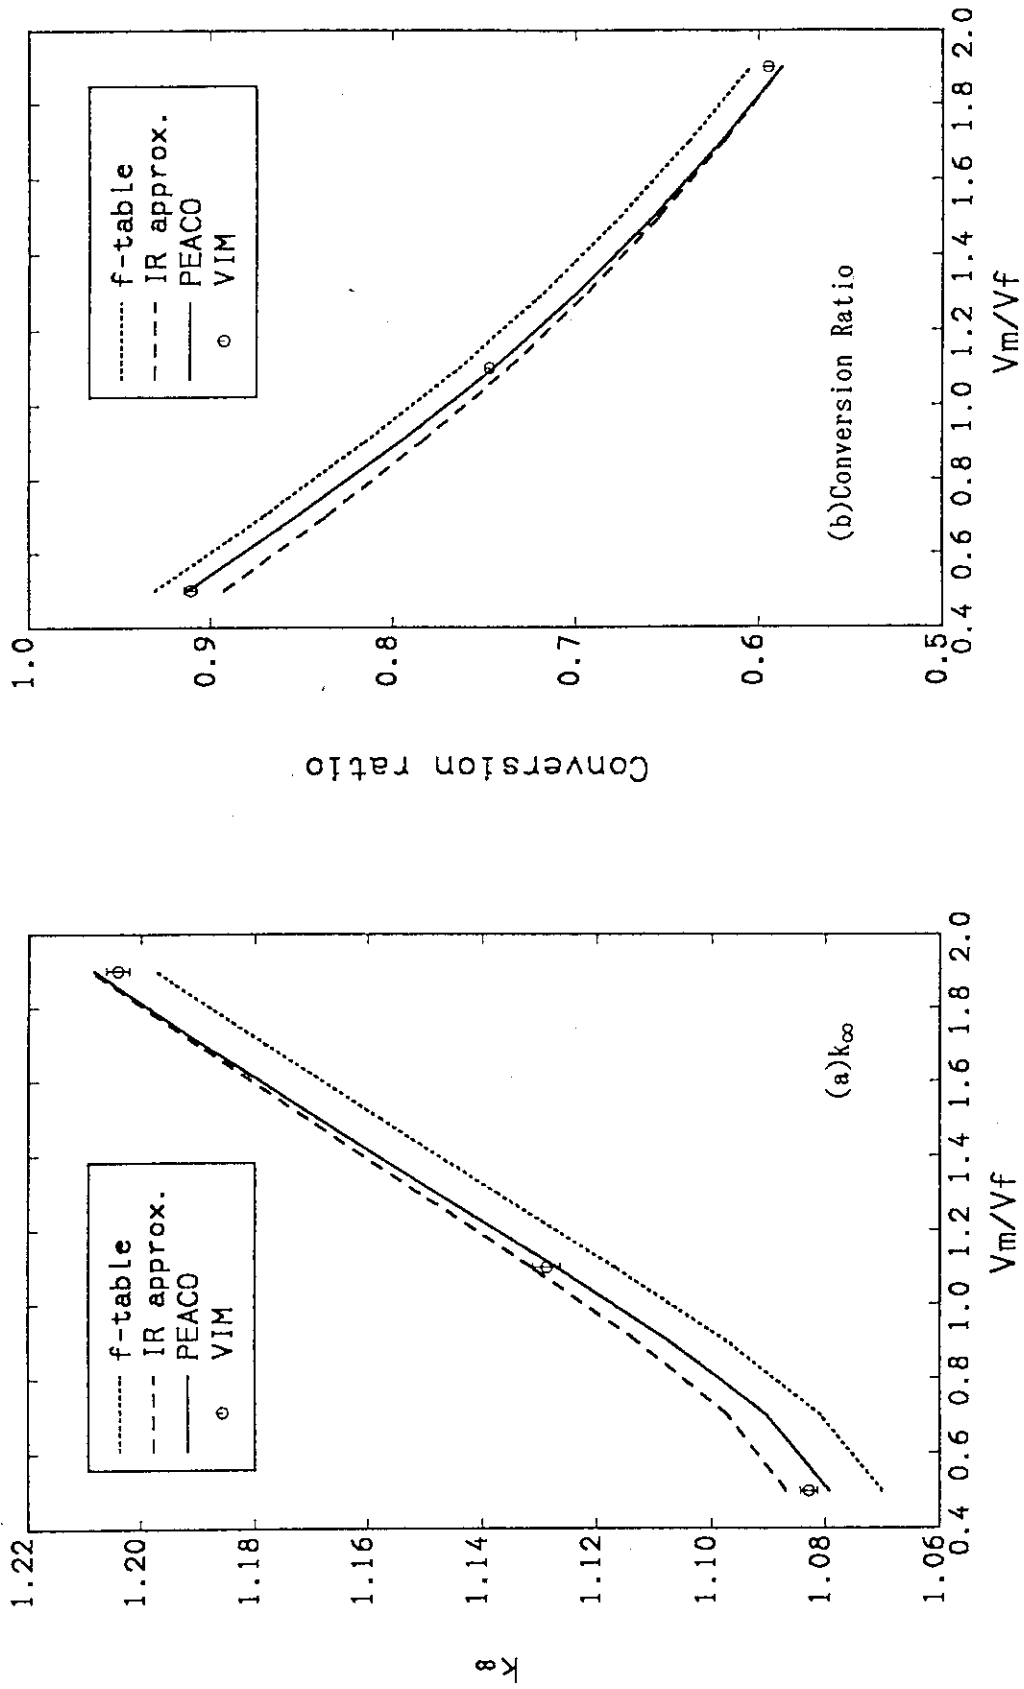 K∞
1.22
1.20
1.18
1.16
1.14
1.12
1.10
1.08
1.06
f-table
IR approx.
PEACO
VIM
(a)k∞
0.4 0.6 0.8 1.0 1.2 1.4 1.6 1.8 2.0
Vm/Vf
Conversion ratio
1.0
0.9
0.8
0.7
0.6
0.5
f-table
IR approx.
PEACO
VIM
(b)Conversion Ratio
0.4 0.6 0.8 1.0 1.2 1.4 1.6 1.8 2.0
Vm/Vf